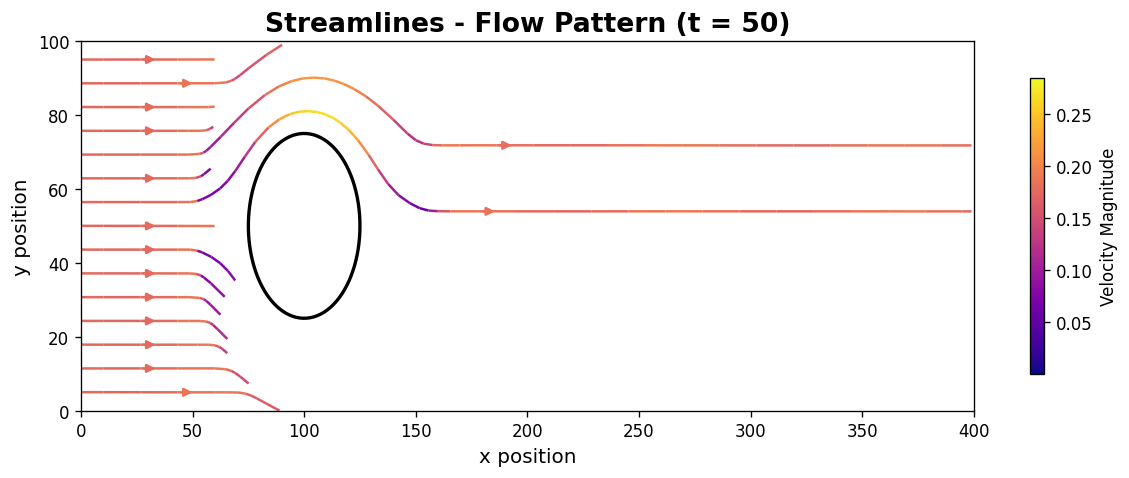 Streamlines - Flow Pattern (t = 50)
100
80
60
40
20
0
y position
0 50 100 150 200 250 300 350 400
x position
0.25
0.20
0.15
0.10
0.05
Velocity Magnitude